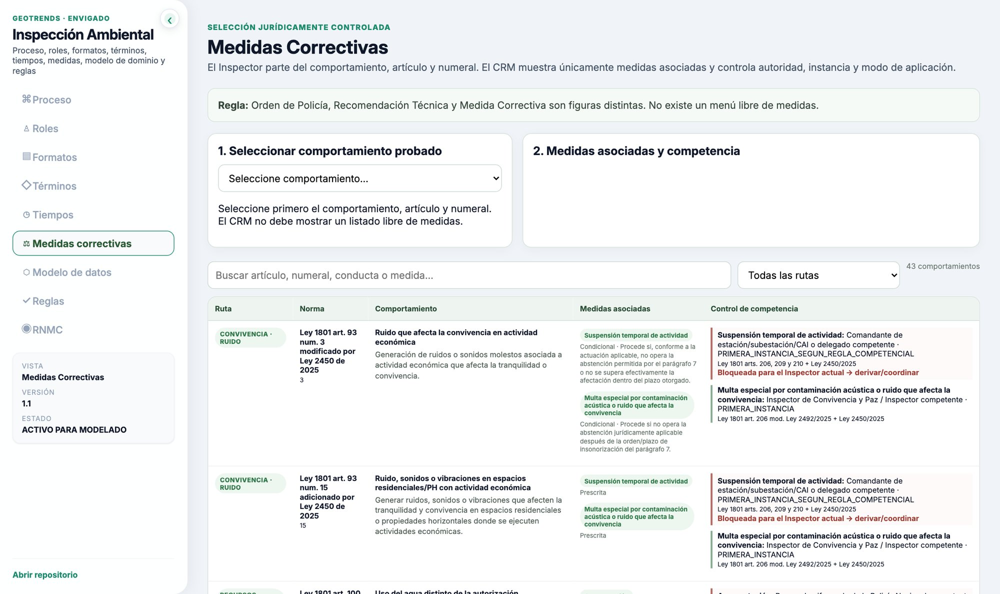 GEOTRENDS · ENVIGADO
Inspección Ambiental
Proceso, roles, formatos, términos,
tiempos, medidas, modelo de dominio y
reglas
Proceso
Roles
Formatos
Términos
Tiempos
Medidas correctivas
Modelo de datos
Reglas
RNMC
VISTA
Medidas Correctivas
VERSIÓN
1.1
ESTADO
ACTIVO PARA MODELADO
Abrir repositorio
SELECCIÓN JURÍDICAMENTE CONTROLADA
Medidas Correctivas
El Inspector parte del comportamiento, artículo y numeral. El CRM muestra únicamente medidas asociadas y controla autoridad, instancia y modo de aplicación.
Regla: Orden de Policía, Recomendación Técnica y Medida Correctiva son figuras distintas. No existe un menú libre de medidas.
1. Seleccionar comportamiento probado
Seleccione comportamiento...
Seleccione primero el comportamiento, artículo y numeral.
El CRM no debe mostrar un listado libre de medidas.
2. Medidas asociadas y competencia
Buscar artículo, numeral, conducta o medida...
Todas las rutas
43 comportamientos
Ruta
Norma
Comportamiento
Medidas asociadas
Control de competencia
CONVIVENCIA ·
RUIDO
Ley 1801 art. 93
num. 3
modificado por
Ley 2450 de
2025
3
Ruido que afecta la convivencia en actividad
económica
Generación de ruidos o sonidos molestos asociada a
actividad económica que afecta la tranquilidad o
convivencia.
Suspensión temporal de actividad
Condicional · Procede si, conforme a la
actuación aplicable, no opera la
abstención permitida por el parágrafo 7
o no se supera efectivamente la
afectación dentro del plazo otorgado.
Multa especial por contaminación
acústica o ruido que afecta la
convivencia
Condicional · Procede si no opera la
abstención jurídicamente aplicable
después de la orden/plazo de
insonorización del parágrafo 7.
Suspensión temporal de actividad: Comandante de
estación/subestación/CAI o delegado competente ·
PRIMERA_INSTANCIA_SEGUN_REGLA_COMPETENCIAL
Ley 1801 arts. 206, 209 y 210 + Ley 2450/2025
Bloqueada para el Inspector actual → derivar/coordinar
Multa especial por contaminación acústica o ruido que afecta la
convivencia: Inspector de Convivencia y Paz / Inspector competente ·
PRIMERA_INSTANCIA
Ley 1801 art. 206 mod. Ley 2492/2025 + Ley 2450/2025
CONVIVENCIA ·
RUIDO
Ley 1801 art. 93
num. 15
adicionado por
Ley 2450 de
2025
15
Ruido, sonidos o vibraciones en espacios
residenciales/PH con actividad económica
Generar ruidos, sonidos o vibraciones que afecten la
tranquilidad y convivencia en espacios residenciales
o propiedades horizontales donde se ejecuten
actividades económicas.
Suspensión temporal de actividad
Prescrita
Multa especial por contaminación
acústica o ruido que afecta la
convivencia
Prescrita
Suspensión temporal de actividad: Comandante de
estación/subestación/CAI o delegado competente ·
PRIMERA_INSTANCIA_SEGUN_REGLA_COMPETENCIAL
Ley 1801 arts. 206, 209 y 210 + Ley 2450/2025
Bloqueada para el Inspector actual → derivar/coordinar
Multa especial por contaminación acústica o ruido que afecta la
convivencia: Inspector de Convivencia y Paz / Inspector competente ·
PRIMERA_INSTANCIA
Ley 1801 art. 206 mod. Ley 2492/2025 + Ley 2450/2025
Ley 1801 art. 100
Uso del agua distinto de la autorización